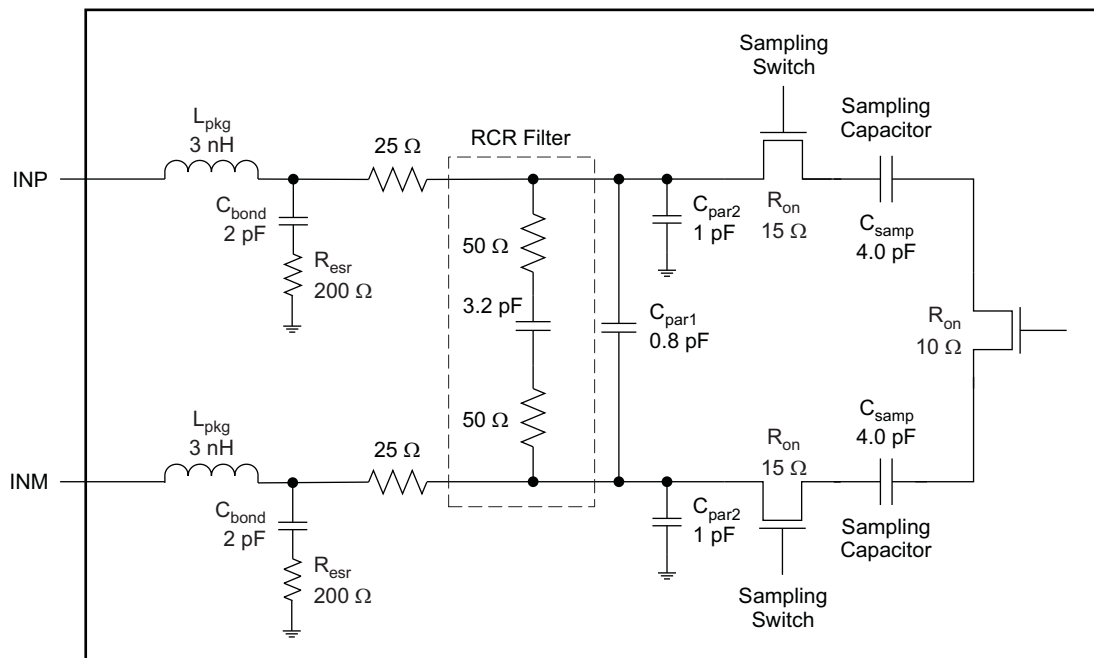 Sampling
Switch
Sampling
Capacitor
L_pkg
3 nH
25 Ω
RCR Filter
INP
C_bond
2 pF
R_esr
200 Ω
50 Ω
3.2 pF
50 Ω
C_par1
0.8 pF
C_par2
1 pF
R_on
15 Ω
C_samp
4.0 pF
R_on
10 Ω
L_pkg
3 nH
25 Ω
INM
C_bond
2 pF
R_esr
200 Ω
C_par2
1 pF
R_on
15 Ω
C_samp
4.0 pF
Sampling
Capacitor
Sampling
Switch